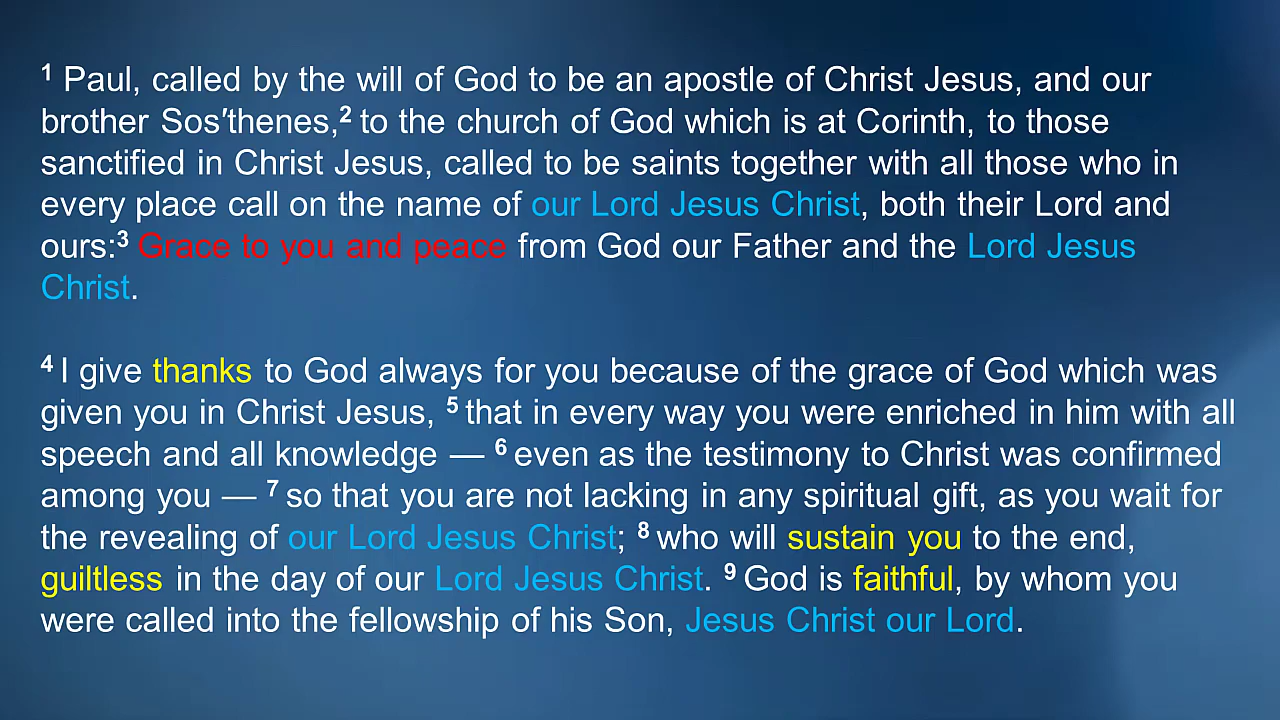 1 Paul, called by the will of God to be an apostle of Christ Jesus, and our
brother Sos′thenes,2 to the church of God which is at Corinth, to those
sanctified in Christ Jesus, called to be saints together with all those who in
every place call on the name of our Lord Jesus Christ, both their Lord and
ours:3 Grace to you and peace from God our Father and the Lord Jesus
Christ.
4 I give thanks to God always for you because of the grace of God which was
given you in Christ Jesus, 5 that in every way you were enriched in him with all
speech and all knowledge — 6 even as the testimony to Christ was confirmed
among you — 7 so that you are not lacking in any spiritual gift, as you wait for
the revealing of our Lord Jesus Christ; 8 who will sustain you to the end,
guiltless in the day of our Lord Jesus Christ. 9 God is faithful, by whom you
were called into the fellowship of his Son, Jesus Christ our Lord.